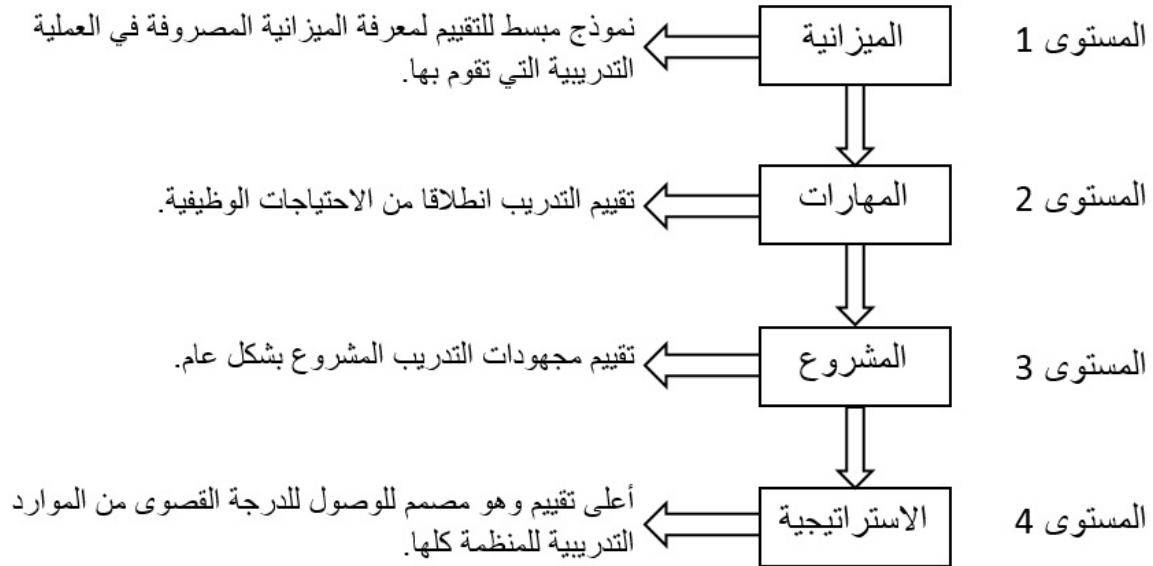 المستوى 1
الميزانية
نموذج مبسط للتقييم لمعرفة الميزانية المصروفة في العملية
التدريبية التي تقوم بها.
المستوى 2
المهارات
تقييم التدريب انطلاقا من الاحتياجات الوظيفية.
المستوى 3
المشروع
تقييم مجهودات التدريب المشروع بشكل عام.
المستوى 4
الاستراتيجية
أعلى تقييم وهو مصمم للوصول للدرجة القصوى من الموارد
التدريبية للمنظمة كلها.